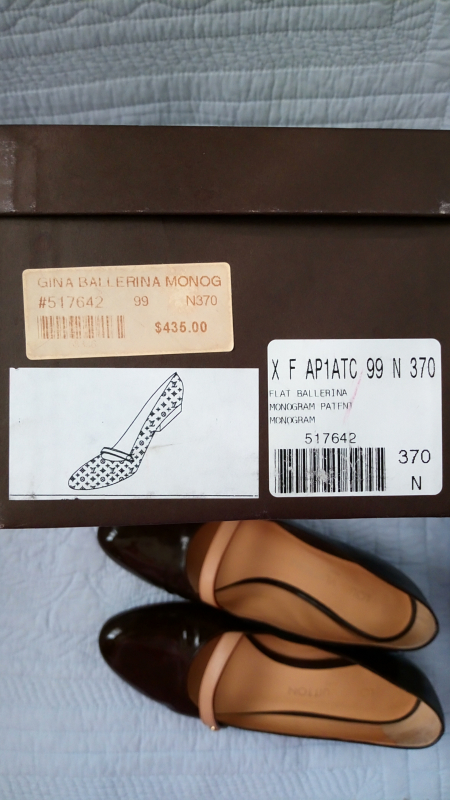 GINA BALLERINA MONOG
#517642 99 N370
$435.00
X F AP1ATC 99 N 370
FLAT BALLERINA
MONOGRAM PATENT
MONOGRAM
517642
370
N